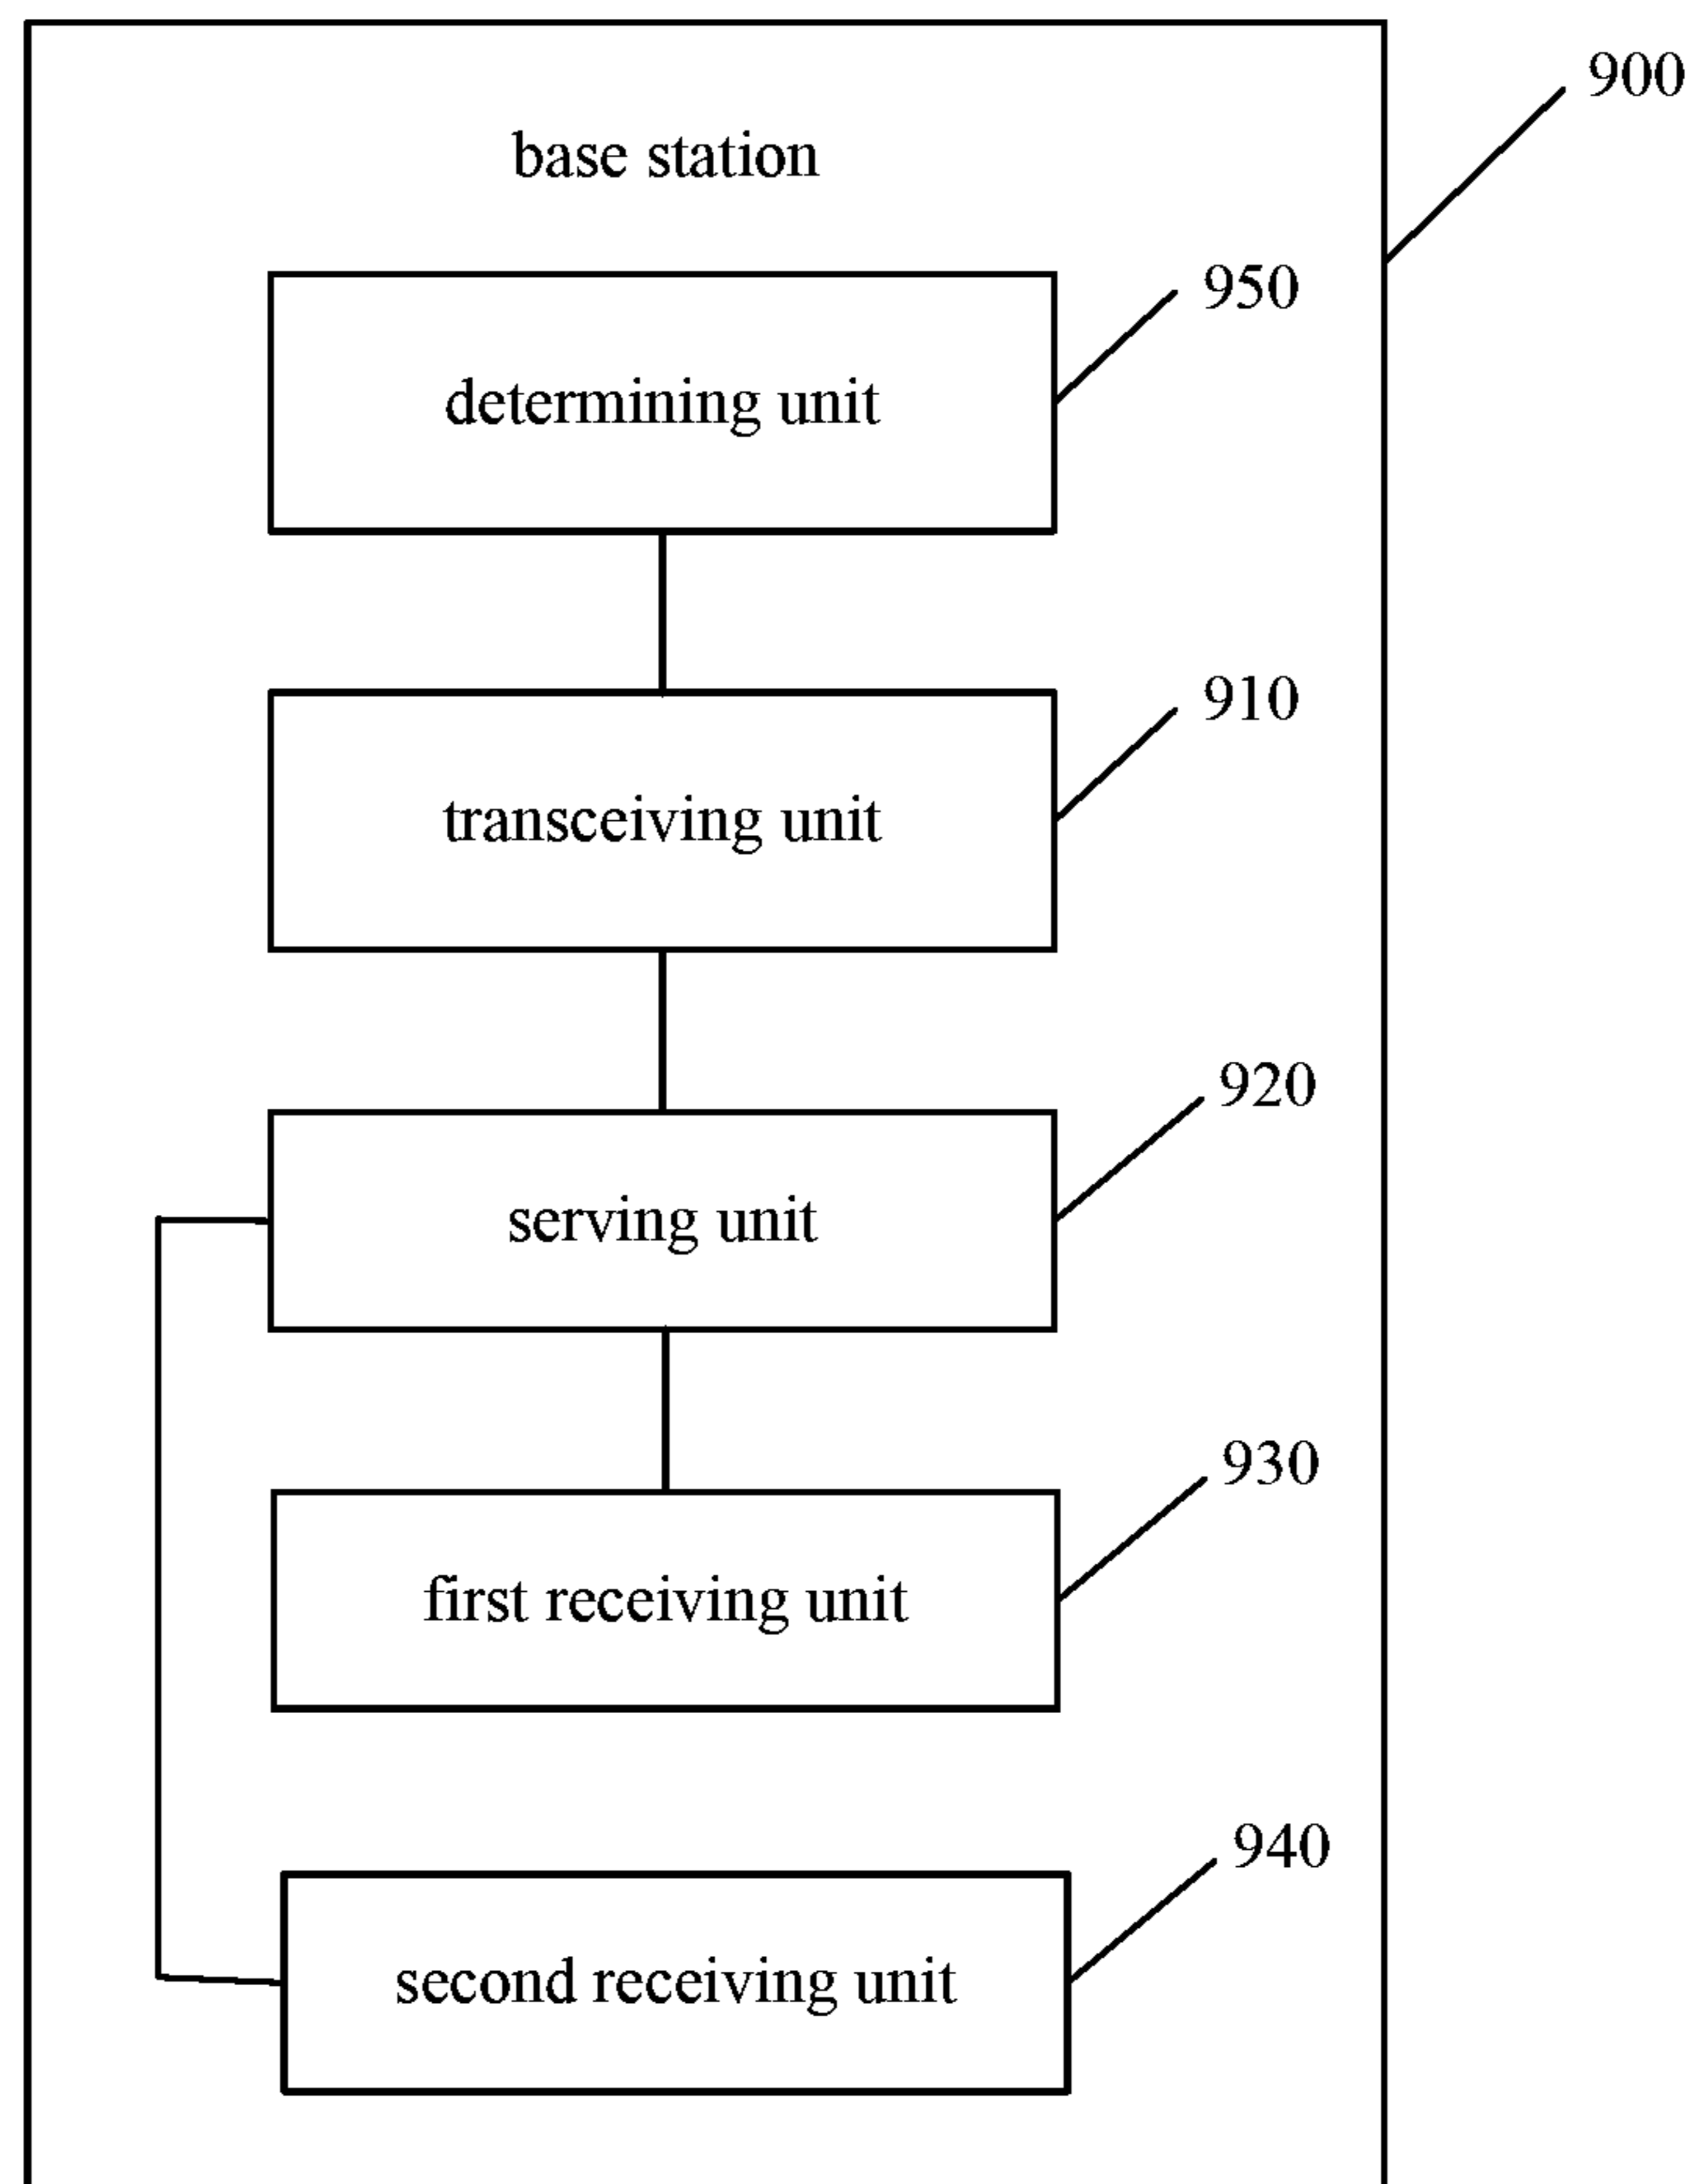 900
base station
950
determining unit
910
transceiving unit
920
serving unit
930
first receiving unit
940
second receiving unit